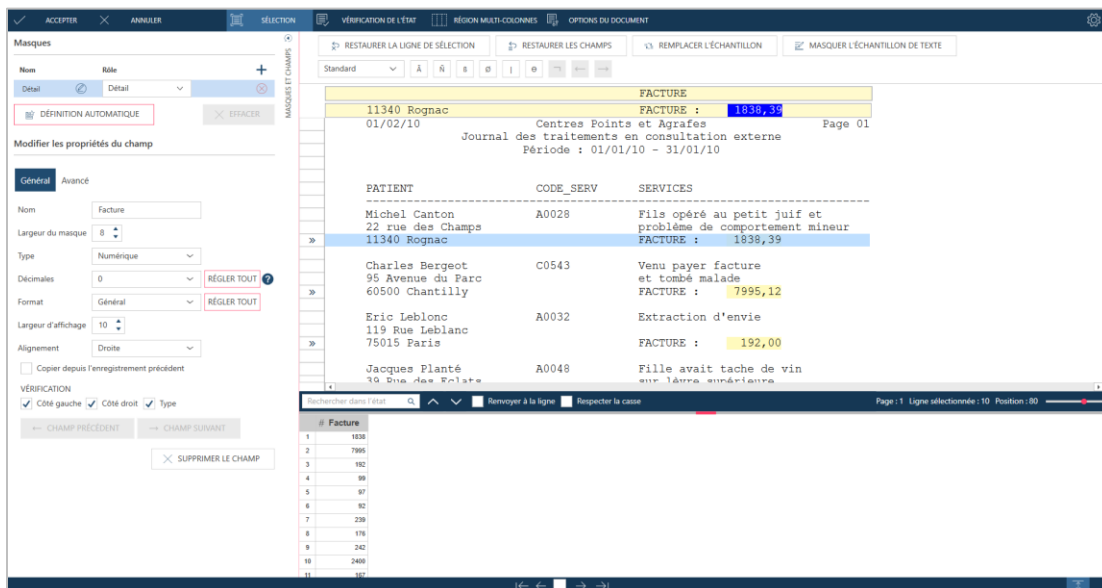 ACCEPTER ANNULER SÉLECTION VÉRIFICATION DE L'ÉTAT RÉGION MULTI-COLONNES OPTIONS DU DOCUMENT
Masques
Nom Rôle
Détail Détail
DÉFINITION AUTOMATIQUE EFFACER
Modifier les propriétés du champ
Général Avancé
Nom Facture
Largeur du masque 8
Type Numérique
Décimales 0 RÉGLER TOUT ?
Format Général RÉGLER TOUT
Largeur d'affichage 10
Alignement Droite
Copier depuis l'enregistrement précédent
VÉRIFICATION
Côté gauche Côté droit Type
← CHAMP PRÉCÉDENT → CHAMP SUIVANT
SUPPRIMER LE CHAMP
MASQUES ET CHAMPS
RESTAURER LA LIGNE DE SÉLECTION RESTAURER LES CHAMPS REMPLACER L'ÉCHANTILLON MASQUER L'ÉCHANTILLON DE TEXTE
Standard Ã Ñ ß Ø
FACTURE
11340 Rognac FACTURE : 1838,39
01/02/10 Centres Points et Agrafes Page 01
Journal des traitements en consultation externe
Période : 01/01/10 - 31/01/10
PATIENT CODE_SERV SERVICES
Michel Canton A0028 Fils opéré au petit juif et
22 rue des Champs problème de comportement mineur
» 11340 Rognac FACTURE : 1838,39
Charles Bergeot C0543 Venu payer facture
95 Avenue du Parc et tombé malade
» 60500 Chantilly FACTURE : 7995,12
Eric Leblonc A0032 Extraction d'envie
119 Rue Leblanc
» 75015 Paris FACTURE : 192,00
Jacques Planté A0048 Fille avait tache de vin
39 Rue des Eclats sur lèvre supérieure
Rechercher dans l'état Renvoyer à la ligne Respecter la casse Page : 1 Ligne sélectionnée : 10 Position : 80
# Facture
1 1838
2 7995
3 192
4 99
5 97
6 92
7 239
8 176
9 242
10 2400
11 167